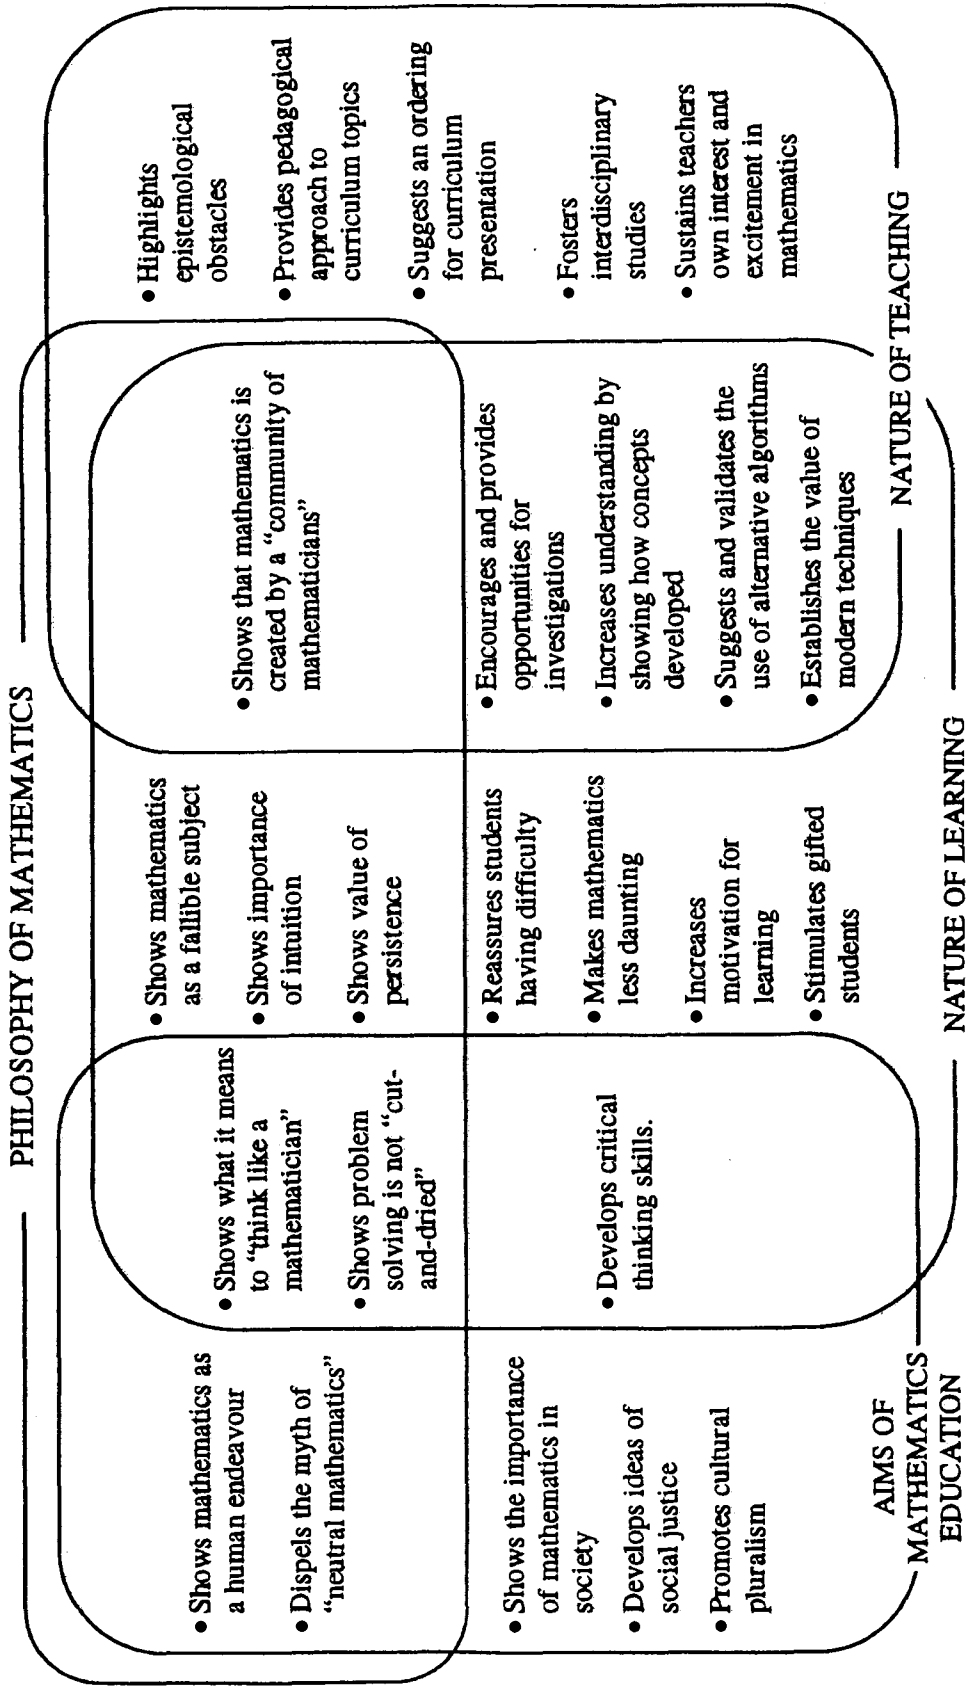 PHILOSOPHY OF MATHEMATICS
• Shows mathematics as
a human endeavour
• Dispels the myth of
“neutral mathematics”
• Shows what it means
to “think like a
mathematician”
• Shows problem
solving is not “cut-
and-dried”
• Shows mathematics
as a fallible subject
• Shows importance
of intuition
• Shows value of
persistence
• Shows that mathematics is
created by a “community of
mathematicians”
• Highlights
epistemological
obstacles
• Provides pedagogical
approach to
curriculum topics
• Suggests an ordering
for curriculum
presentation
• Fosters
interdisciplinary
studies
• Sustains teachers
own interest and
excitement in
mathematics
• Shows the importance
of mathematics in
society
• Develops ideas of
social justice
• Promotes cultural
pluralism
• Develops critical
thinking skills.
• Reassures students
having difficulty
• Makes mathematics
less daunting
• Increases
motivation for
learning
• Stimulates gifted
students
• Encourages and provides
opportunities for
investigations
• Increases understanding by
showing how concepts
developed
• Suggests and validates the
use of alternative algorithms
• Establishes the value of
modern techniques
AIMS OF
MATHEMATICS
EDUCATION
NATURE OF LEARNING
NATURE OF TEACHING